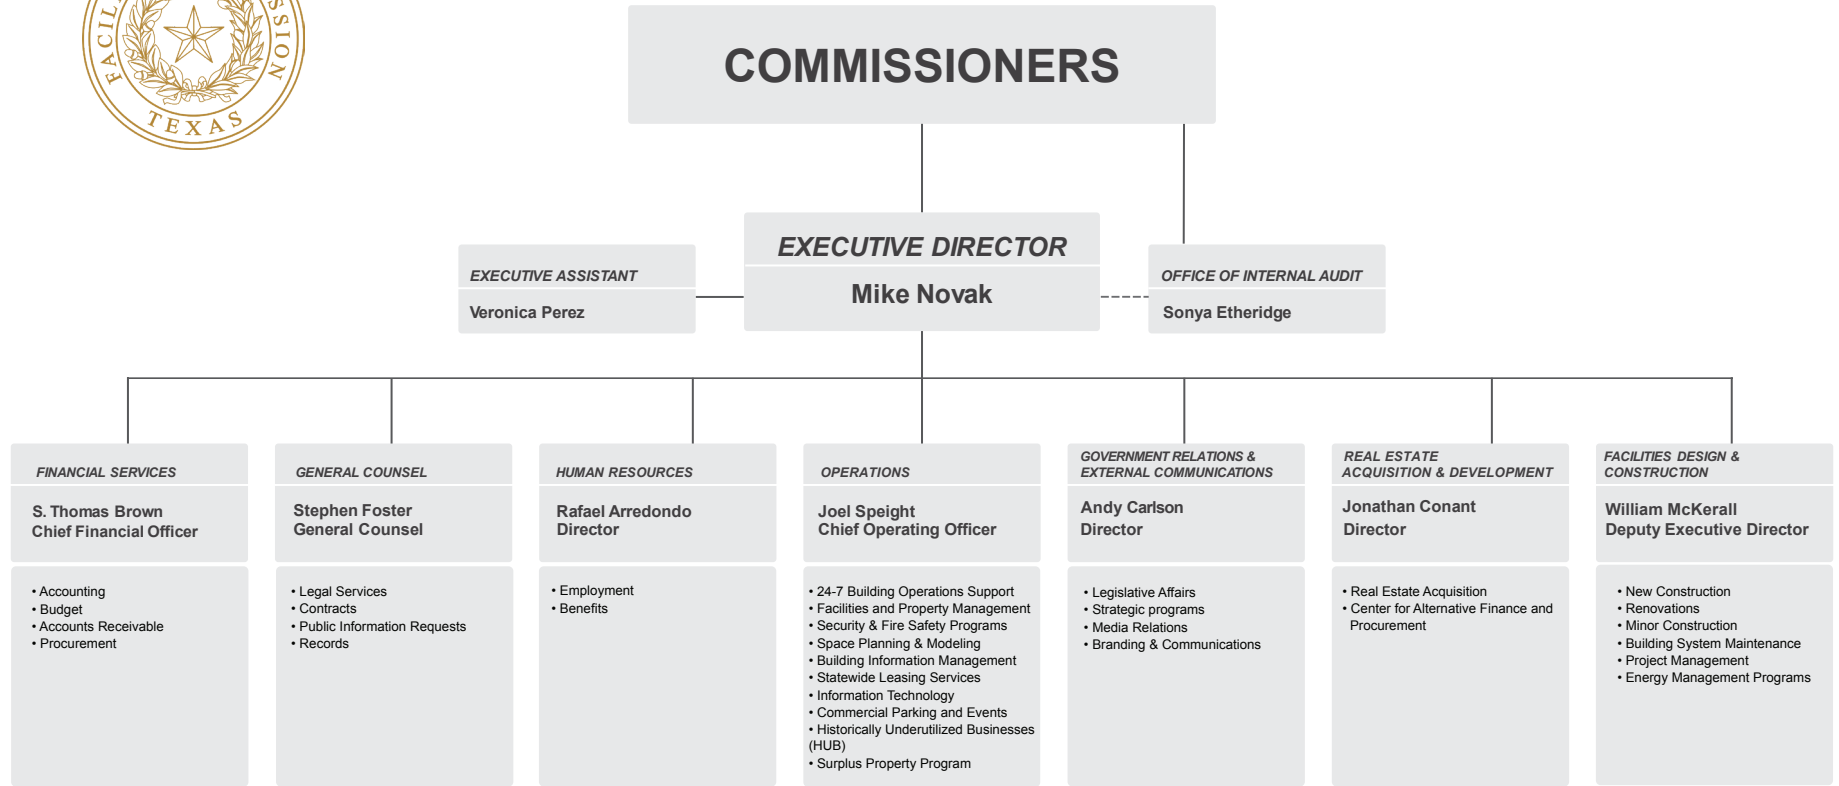 TEXAS
COMMISSIONERS
EXECUTIVE DIRECTOR
Mike Novak
EXECUTIVE ASSISTANT
Veronica Perez
OFFICE OF INTERNAL AUDIT
Sonya Etheridge
FINANCIAL SERVICES
S. Thomas Brown
Chief Financial Officer
• Accounting
• Budget
• Accounts Receivable
• Procurement
GENERAL COUNSEL
Stephen Foster
General Counsel
• Legal Services
• Contracts
• Public Information Requests
• Records
HUMAN RESOURCES
Rafael Arredondo
Director
• Employment
• Benefits
OPERATIONS
Joel Speight
Chief Operating Officer
• 24-7 Building Operations Support
• Facilities and Property Management
• Security & Fire Safety Programs
• Space Planning & Modeling
• Building Information Management
• Statewide Leasing Services
• Information Technology
• Commercial Parking and Events
• Historically Underutilized Businesses
(HUB)
• Surplus Property Program
GOVERNMENT RELATIONS &
EXTERNAL COMMUNICATIONS
Andy Carlson
Director
• Legislative Affairs
• Strategic programs
• Media Relations
• Branding & Communications
REAL ESTATE
ACQUISITION & DEVELOPMENT
Jonathan Conant
Director
• Real Estate Acquisition
• Center for Alternative Finance and
Procurement
FACILITIES DESIGN &
CONSTRUCTION
William McKerall
Deputy Executive Director
• New Construction
• Renovations
• Minor Construction
• Building System Maintenance
• Project Management
• Energy Management Programs